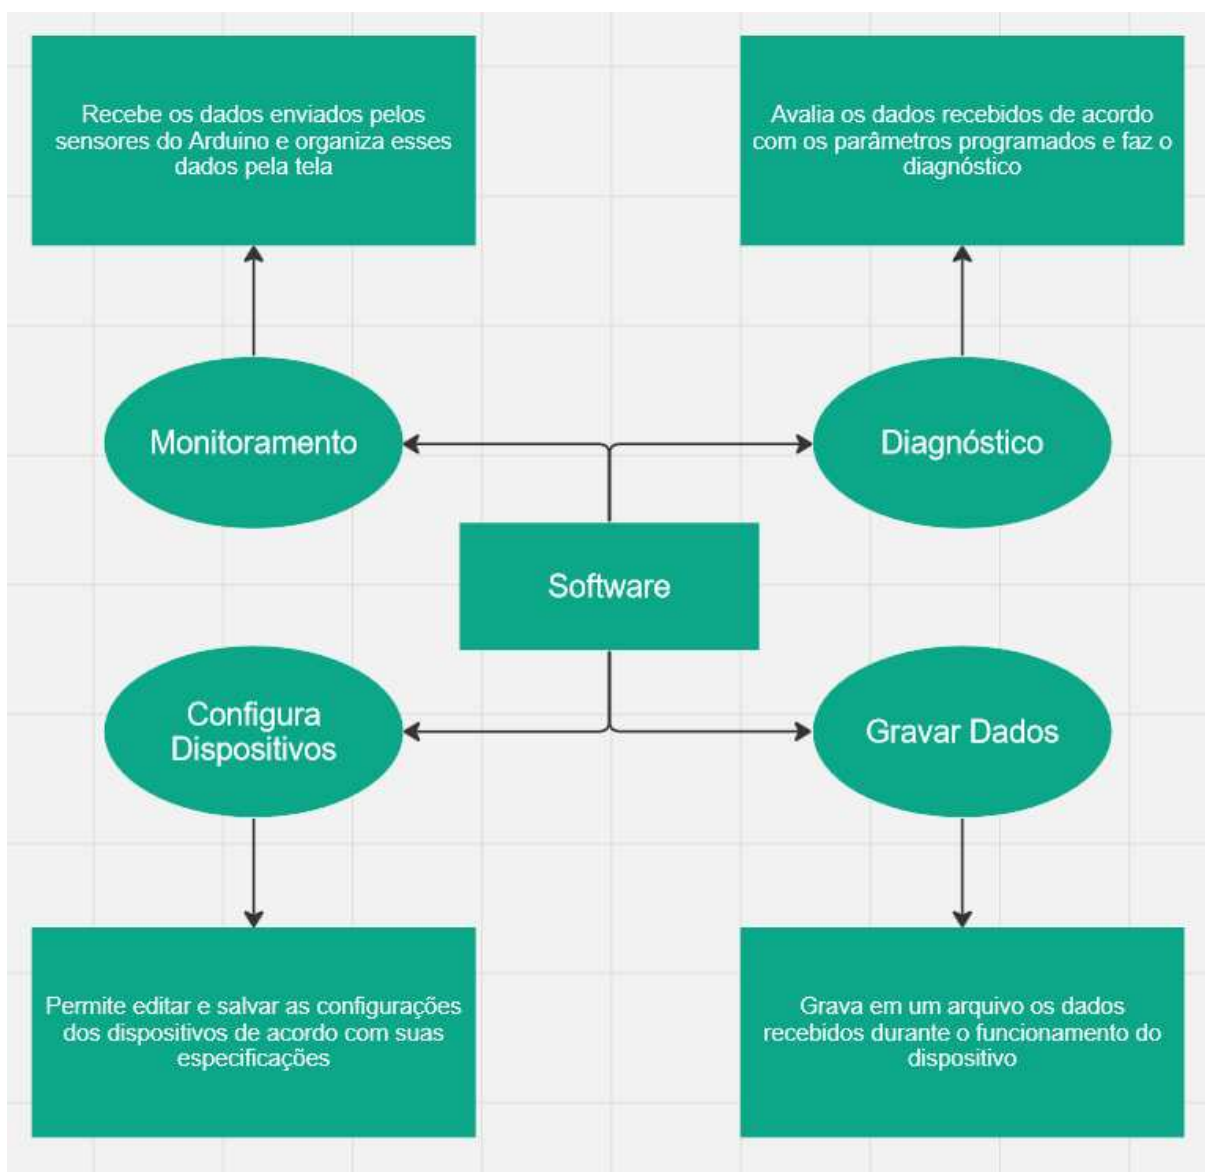 Recebe os dados enviados pelos
sensores do Arduino e organiza esses
dados pela tela
Avalia os dados recebidos de acordo
com os parâmetros programados e faz o
diagnóstico
Monitoramento
Diagnóstico
Software
Configura
Dispositivos
Gravar Dados
Permite editar e salvar as configurações
dos dispositivos de acordo com suas
especificações
Grava em um arquivo os dados
recebidos durante o funcionamento do
dispositivo